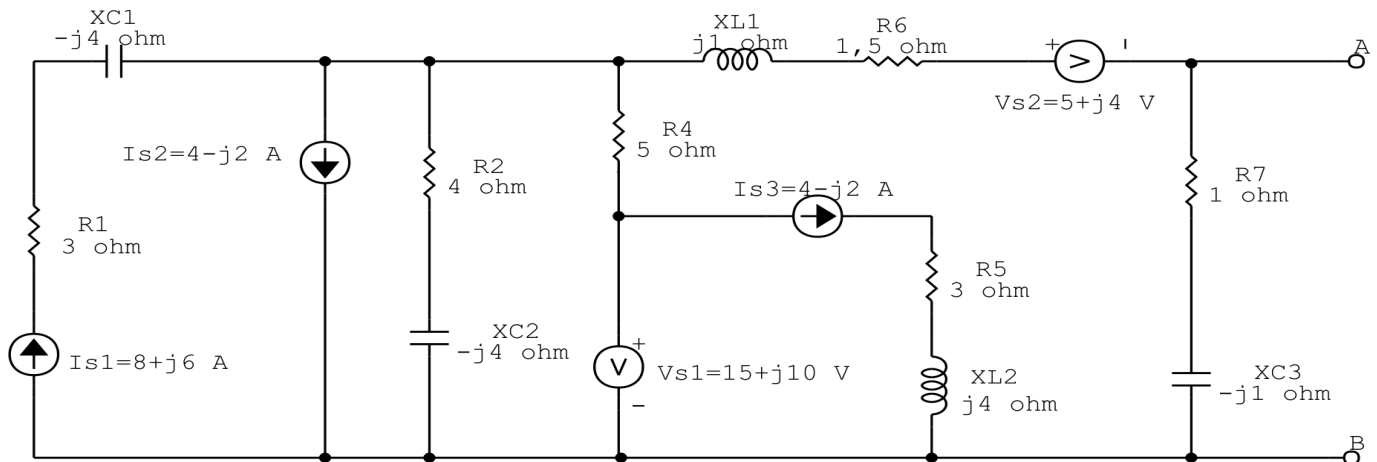 XC1
-j4 ohm
XL1
j1 ohm
R6
1,5 ohm
+
A
Vs2=5+j4 V
Is2=4-j2 A
R4
5 ohm
R2
4 ohm
Is3=4-j2 A
R7
1 ohm
R1
3 ohm
R5
3 ohm
XC2
-j4 ohm
+
Is1=8+j6 A
V
Vs1=15+j10 V
-
XL2
j4 ohm
XC3
-j1 ohm
B